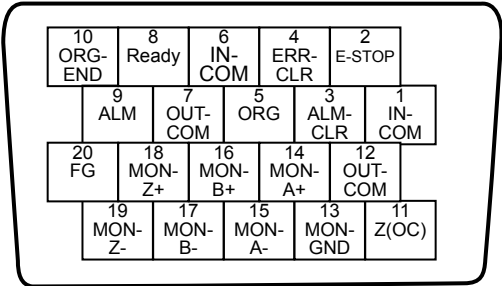 10 8 6 4 2
ORG- Ready IN- ERR- E-STOP
END COM CLR
9 7 5 3 1
ALM OUT- ORG ALM- IN-
COM CLR COM
20 18 16 14 12
FG MON- MON- MON- OUT-
Z+ B+ A+ COM
19 17 15 13 11
MON- MON- MON- MON- Z(OC)
Z- B- A- GND